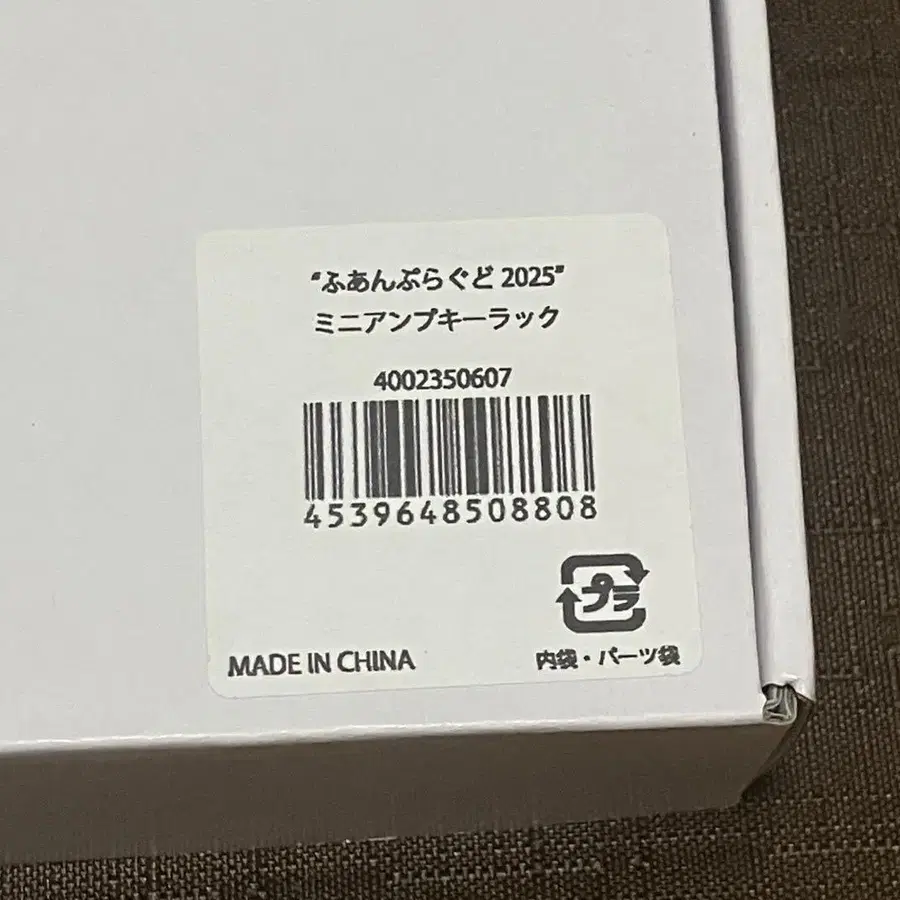 “ふあんぷらぐど 2025”
ミニアンプキーラック
4002350607
4539648508808
プラ
内袋・パーツ袋
MADE IN CHINA